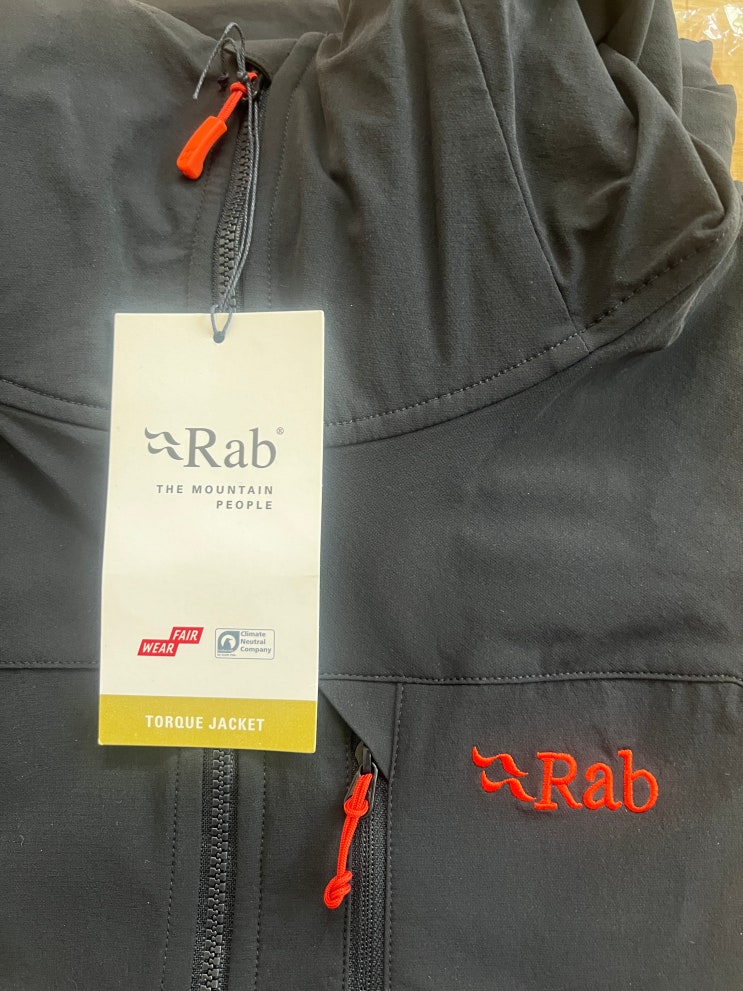 Rab®
THE MOUNTAIN
PEOPLE
FAIR
WEAR
Climate
Neutral
Company
TORQUE JACKET
Rab